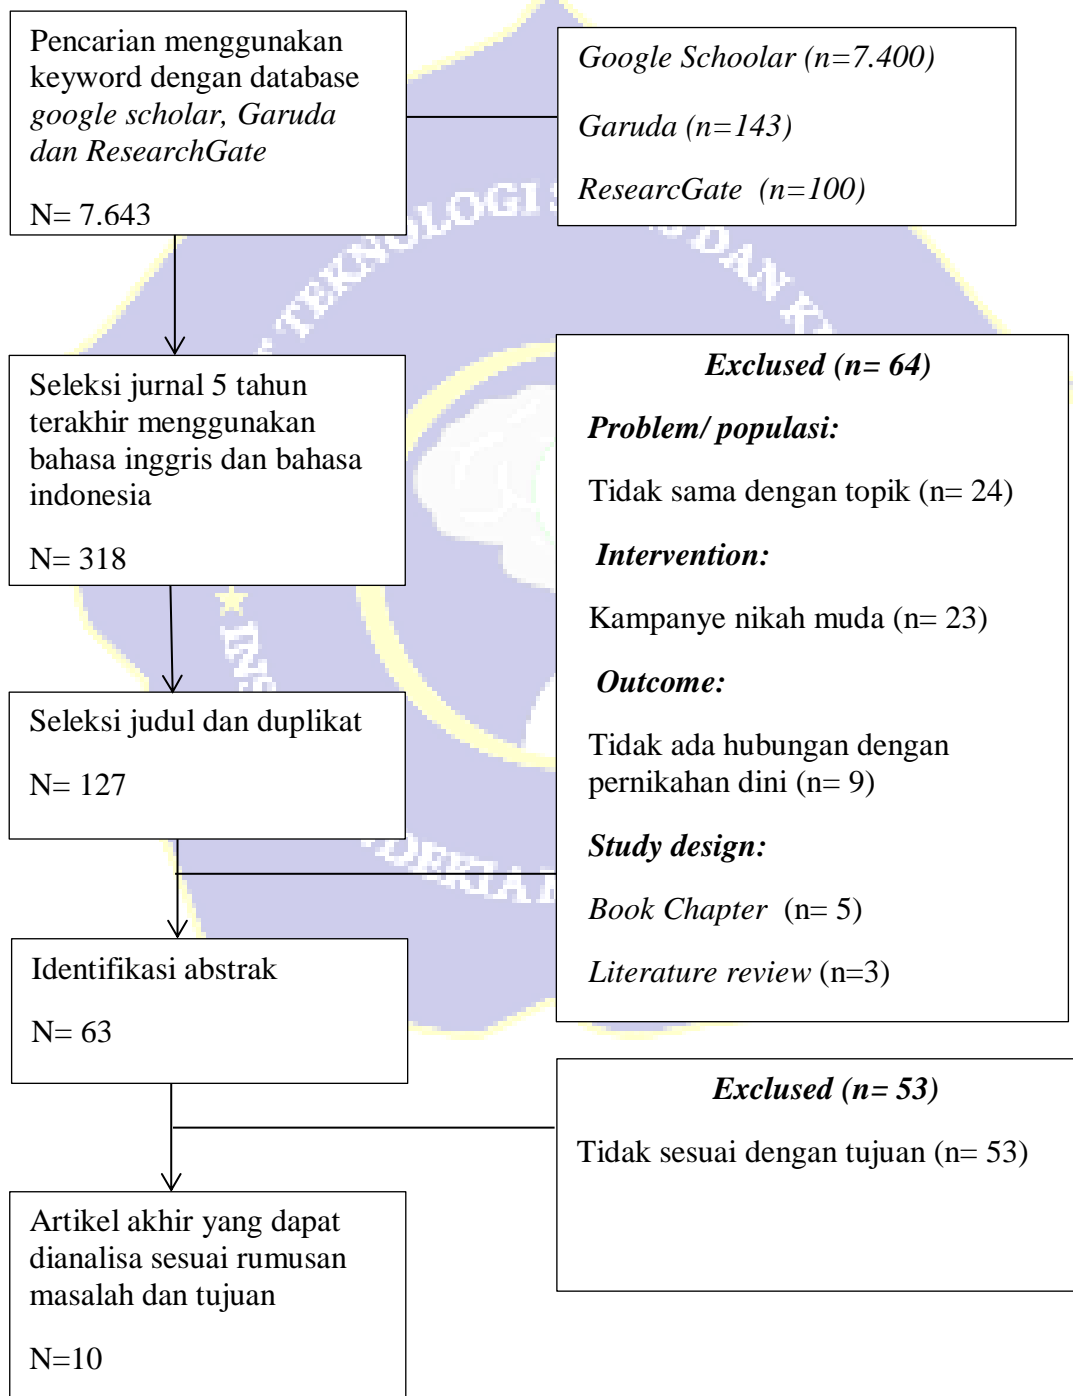 Pencarian menggunakan
keyword dengan database
google scholar, Garuda
dan ResearchGate
N= 7.643
Google Schoolar (n=7.400)
Garuda (n=143)
ResearcGate (n=100)
Seleksi jurnal 5 tahun
terakhir menggunakan
bahasa inggris dan bahasa
indonesia
N= 318
Seleksi judul dan duplikat
N= 127
Exclused (n= 64)
Problem/ populasi:
Tidak sama dengan topik (n= 24)
Intervention:
Kampanye nikah muda (n= 23)
Outcome:
Tidak ada hubungan dengan
pernikahan dini (n= 9)
Study design:
Book Chapter (n= 5)
Literature review (n=3)
Identifikasi abstrak
N= 63
Exclused (n= 53)
Tidak sesuai dengan tujuan (n= 53)
Artikel akhir yang dapat
dianalisa sesuai rumusan
masalah dan tujuan
N=10